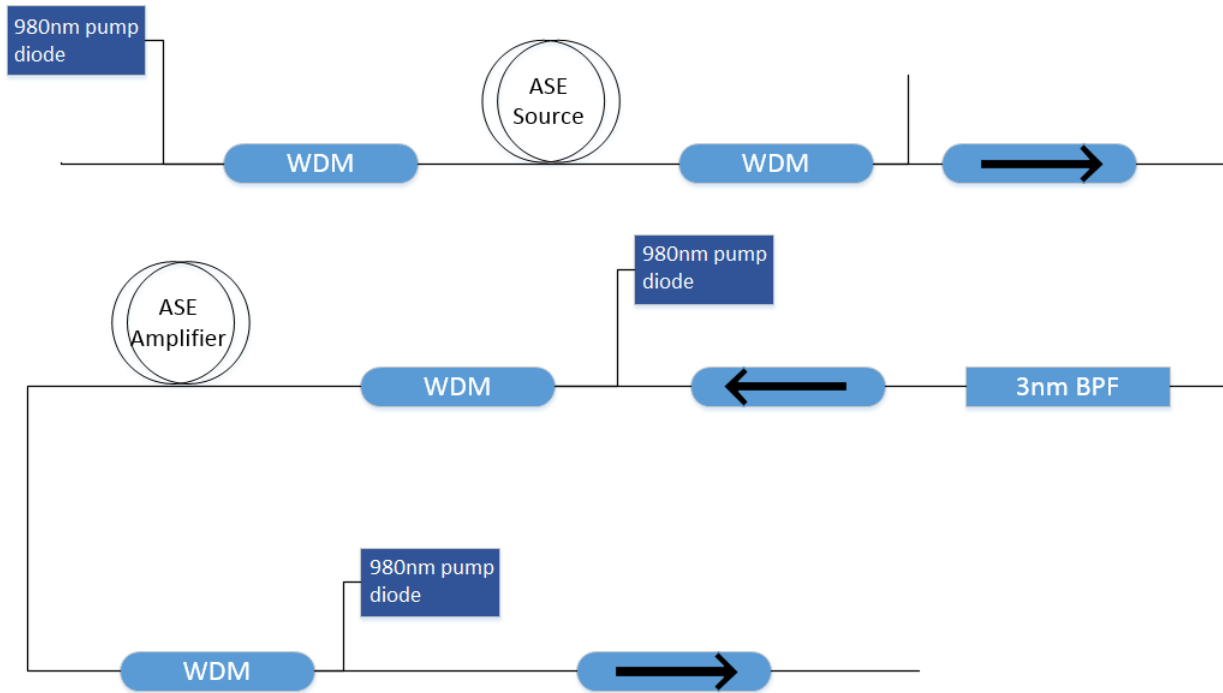 980nm pump
diode
ASE
Source
WDM
WDM
980nm pump
diode
ASE
Amplifier
WDM
3nm BPF
980nm pump
diode
WDM